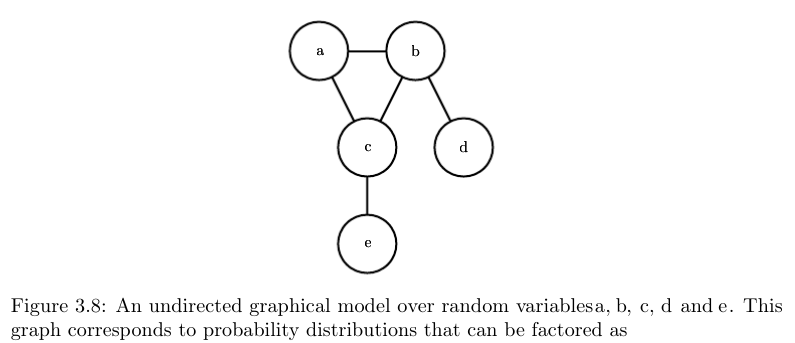 a b
c d
e
Figure 3.8: An undirected graphical model over random variablesa, b, c, d and e. This
graph corresponds to probability distributions that can be factored as